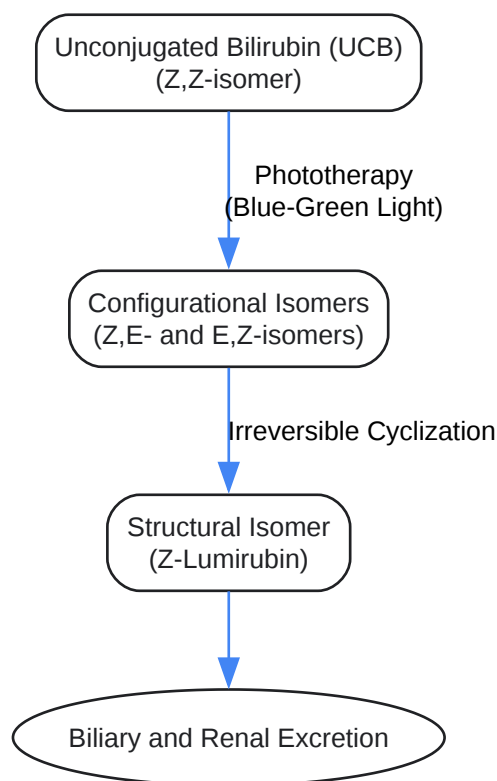 Unconjugated Bilirubin (UCB)
(Z,Z-isomer)
Phototherapy
(Blue-Green Light)
Configurational Isomers
(Z,E- and E,Z-isomers)
Irreversible Cyclization
Structural Isomer
(Z-Lumirubin)
Biliary and Renal Excretion